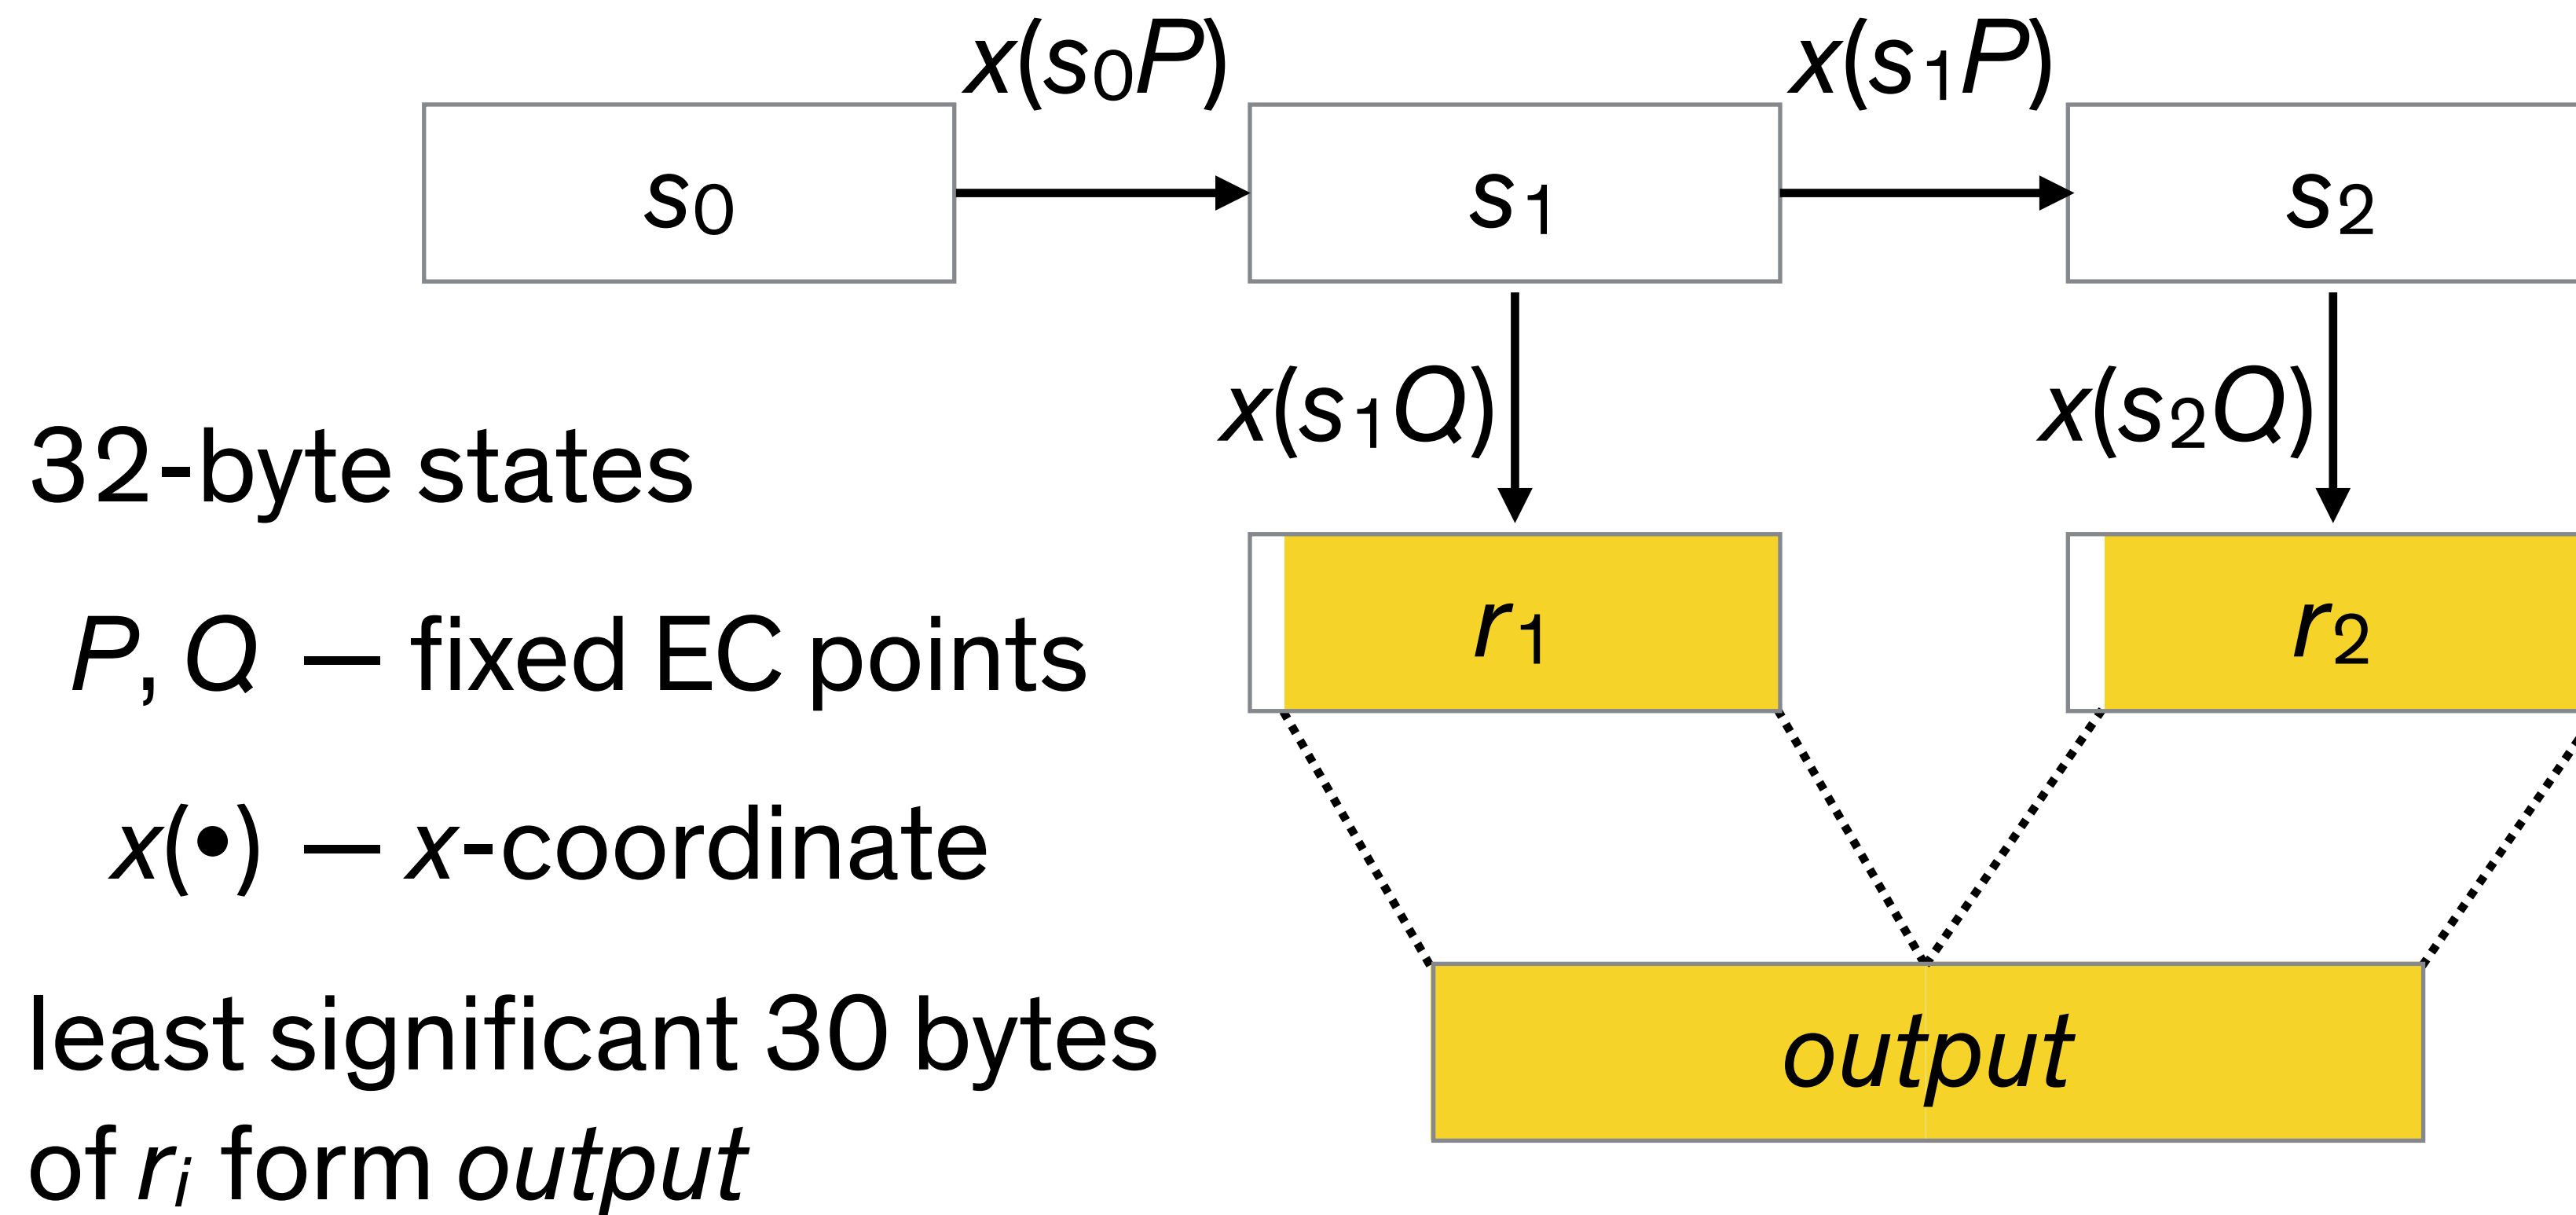 x(s₀P)
x(s₁P)
s₀
s₁
s₂
x(s₁Q)
x(s₂Q)
32-byte states
P, Q — fixed EC points
r₁
r₂
x(•) — x-coordinate
least significant 30 bytes
of rᵢ form output
output